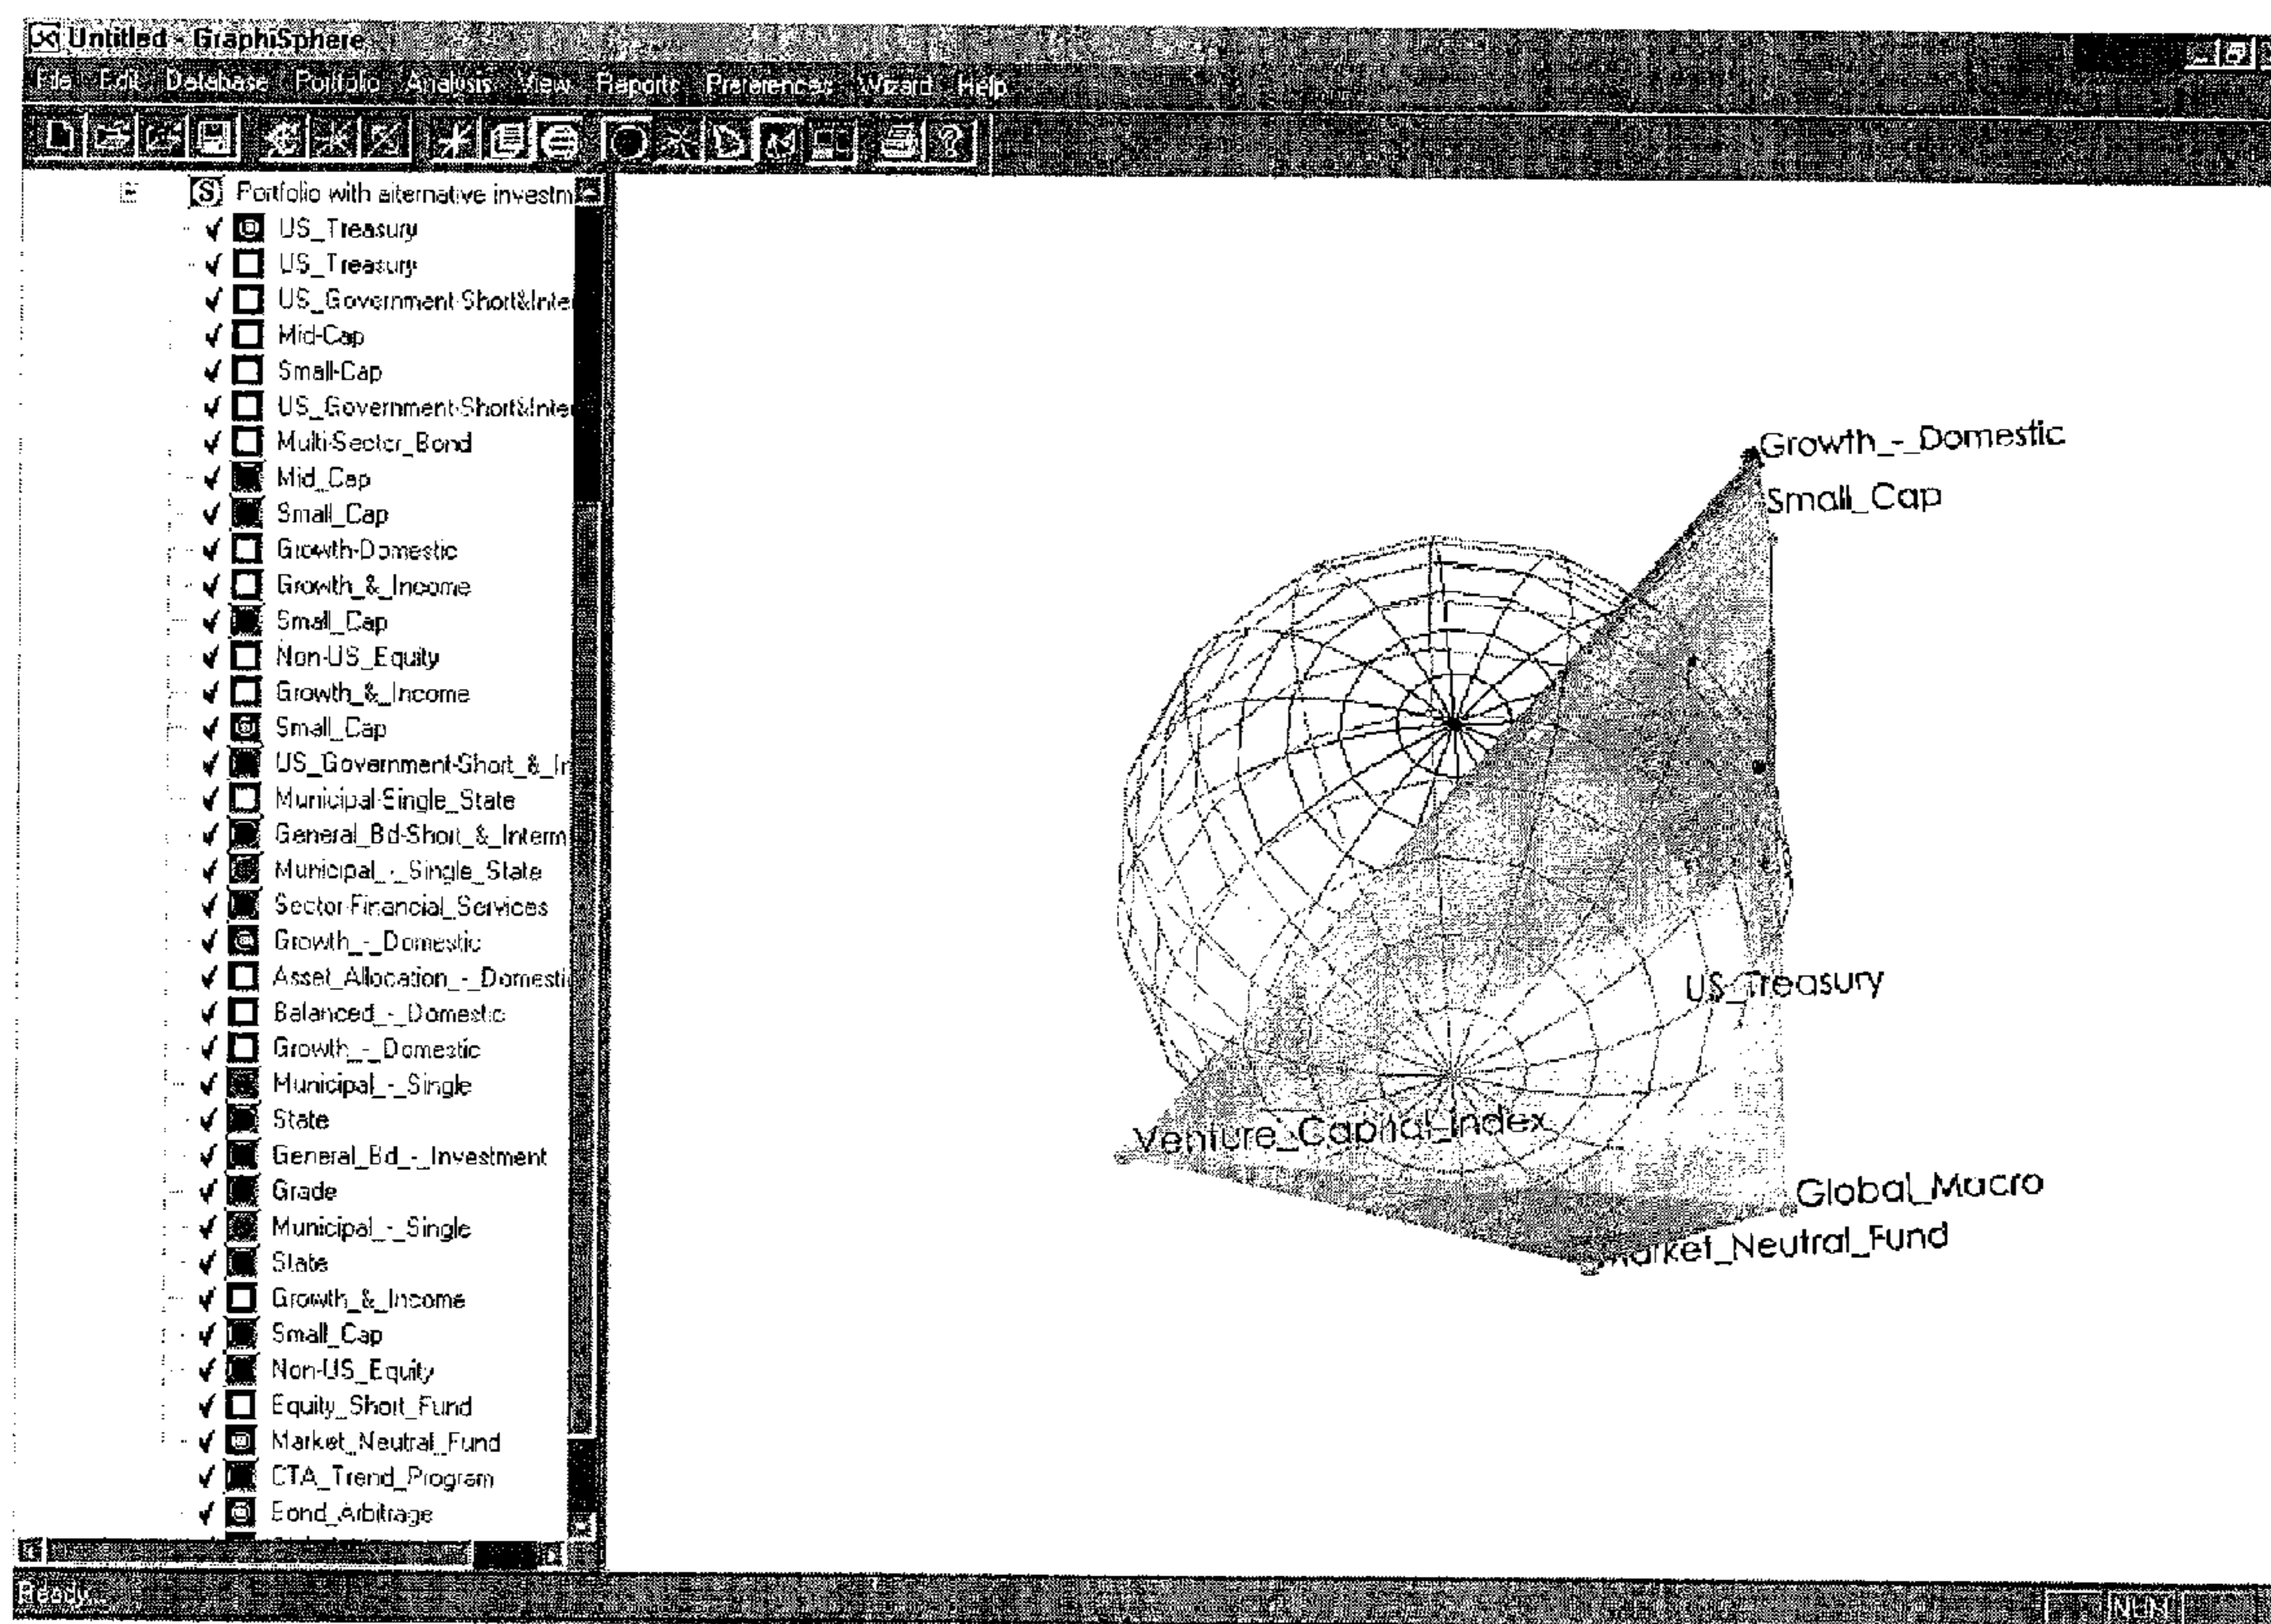 Untitled - GraphiSphere
File Edit Database Portfolio Analysis View Reports Preferences Wizard Help
Portfolio with alternative investm
US_Treasury
US_Treasury
US_Government-Short&Inte
Mid-Cap
Small-Cap
US_Government-Short&Inte
Multi-Sector_Bond
Mid_Cap
Small_Cap
Growth-Domestic
Growth_&_Income
Small_Cap
Non-US_Equity
Growth_&_Income
Small_Cap
US_Government-Short_&_In
Municipal-Single_State
General_Bd-Short_&_Interm
Municipal_-_Single_State
Sector-Financial_Services
Growth_-_Domestic
Asset_Allocation_-_Domesti
Balanced_-_Domestic
Growth_-_Domestic
Municipal_-_Single
State
General_Bd_-_Investment
Grade
Municipal_-_Single
State
Growth_&_Income
Small_Cap
Non-US_Equity
Equity_Short_Fund
Market_Neutral_Fund
CTA_Trend_Program
Bond_Arbitrage
Growth_-_Domestic
Small_Cap
US_Treasury
Venture_Capital_Index
Global_Macro
Market_Neutral_Fund
Ready
NUM